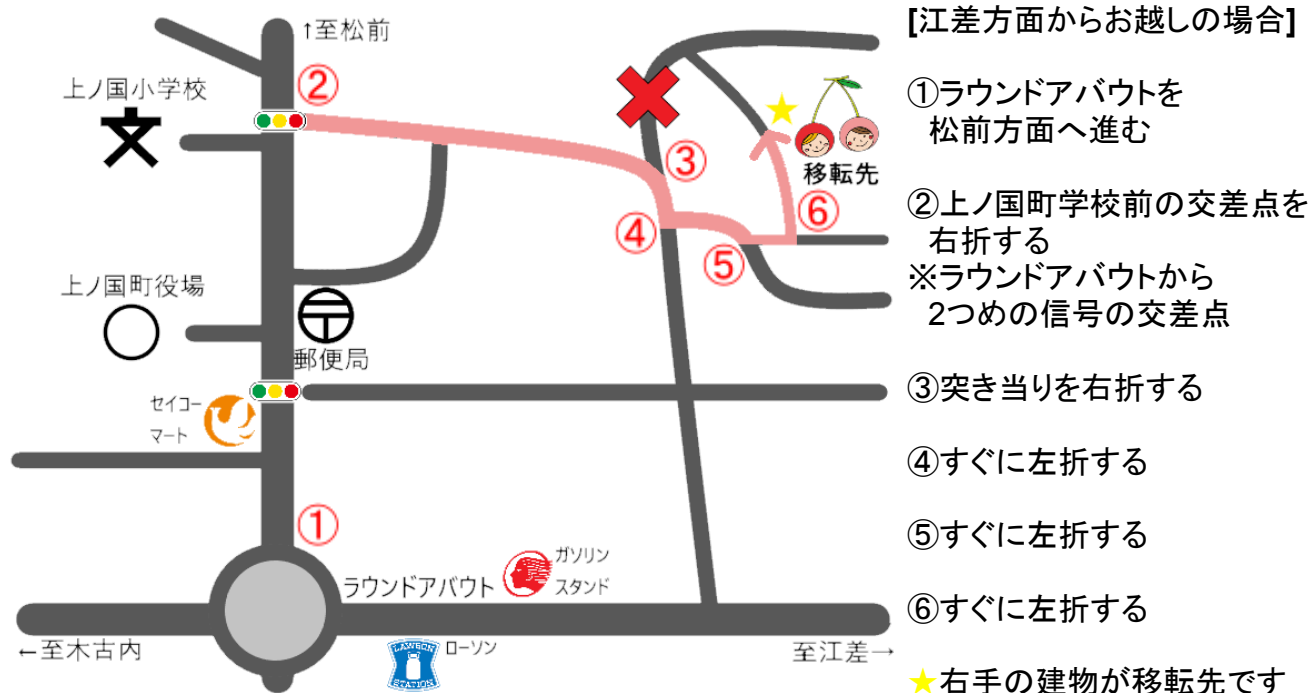 ↑至松前
②
上ノ国小学校
③
移転先
⑥
④
⑤
上ノ国町役場
郵便局
セイコー
マート
①
ラウンドアバウト
ガソリン
スタンド
←至木古内
LAWSON
STATION
ローソン
至江差→
[江差方面からお越しの場合]
①ラウンドアバウトを
松前方面へ進む
②上ノ国町学校前の交差点を
右折する
※ラウンドアバウトから
2つめの信号の交差点
③突き当りを右折する
④すぐに左折する
⑤すぐに左折する
⑥すぐに左折する
★右手の建物が移転先です